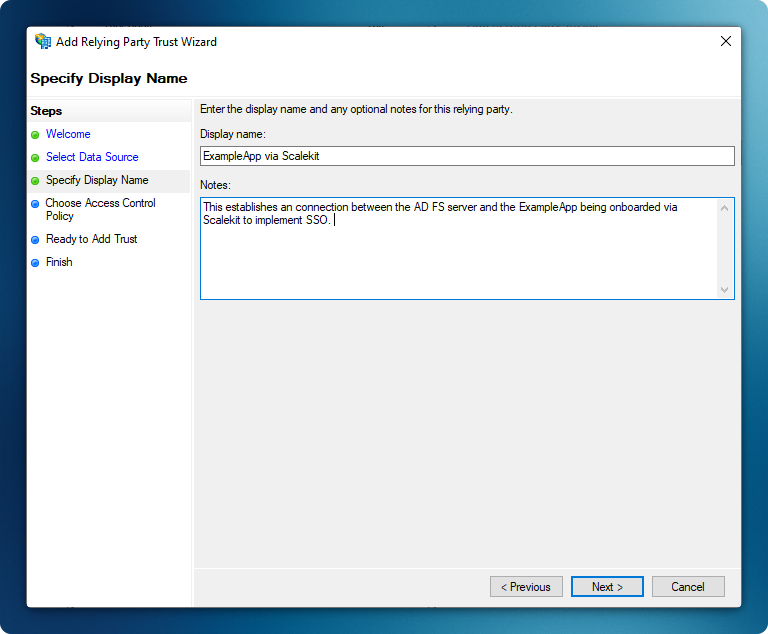 Add Relying Party Trust Wizard
Specify Display Name
Steps
Welcome
Select Data Source
Specify Display Name
Choose Access Control
Policy
Ready to Add Trust
Finish
Enter the display name and any optional notes for this relying party.
Display name:
ExampleApp via Scalekit
Notes:
This establishes an connection between the AD FS server and the ExampleApp being onboarded via
Scalekit to implement SSO.
< Previous
Next >
Cancel